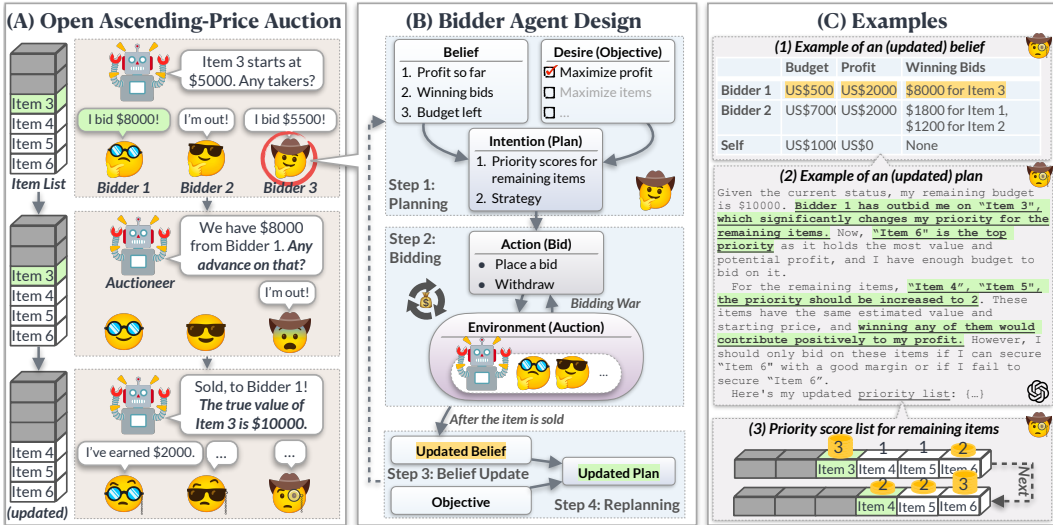 (A) Open Ascending-Price Auction
Item 3 starts at
$5000. Any takers?
I bid $8000!
I'm out!
I bid $5500!
Bidder 1
Bidder 2
Bidder 3
Item 3
Item 4
Item 5
Item 6
Item List
We have $8000
from Bidder 1. Any
advance on that?
Auctioneer
I'm out!
Item 3
Item 4
Item 5
Item 6
Sold, to Bidder 1!
The true value of
Item 3 is $10000.
I've earned $2000.
...
...
Item 4
Item 5
Item 6
(updated)
(B) Bidder Agent Design
Belief
1. Profit so far
2. Winning bids
3. Budget left
Desire (Objective)
Maximize profit
Maximize items
...
Intention (Plan)
1. Priority scores for
remaining items
2. Strategy
Step 1:
Planning
Step 2:
Bidding
Action (Bid)
• Place a bid
• Withdraw
Bidding War
Environment (Auction)
...
After the item is sold
Updated Belief
Step 3: Belief Update
Updated Plan
Objective
Step 4: Replanning
(C) Examples
(1) Example of an (updated) belief
Budget Profit Winning Bids
Bidder 1 US$500 US$2000 $8000 for Item 3
Bidder 2 US$7000 US$2000 $1800 for Item 1,
$1200 for Item 2
Self US$1000 US$0 None
(2) Example of an (updated) plan
Given the current status, my remaining budget
is $10000. Bidder 1 has outbid me on "Item 3",
which significantly changes my priority for the
remaining items. Now, "Item 6" is the top
priority as it holds the most value and
potential profit, and I have enough budget to
bid on it.
For the remaining items, "Item 4", "Item 5",
the priority should be increased to 2. These
items have the same estimated value and
starting price, and winning any of them would
contribute positively to my profit. However, I
should only bid on these items if I can secure
"Item 6" with a good margin or if I fail to
secure "Item 6".
Here's my updated priority list: {…}
(3) Priority score list for remaining items
3 1 1 2
Item 3 Item 4 Item 5 Item 6
Next
2 2 3
Item 4 Item 5 Item 6